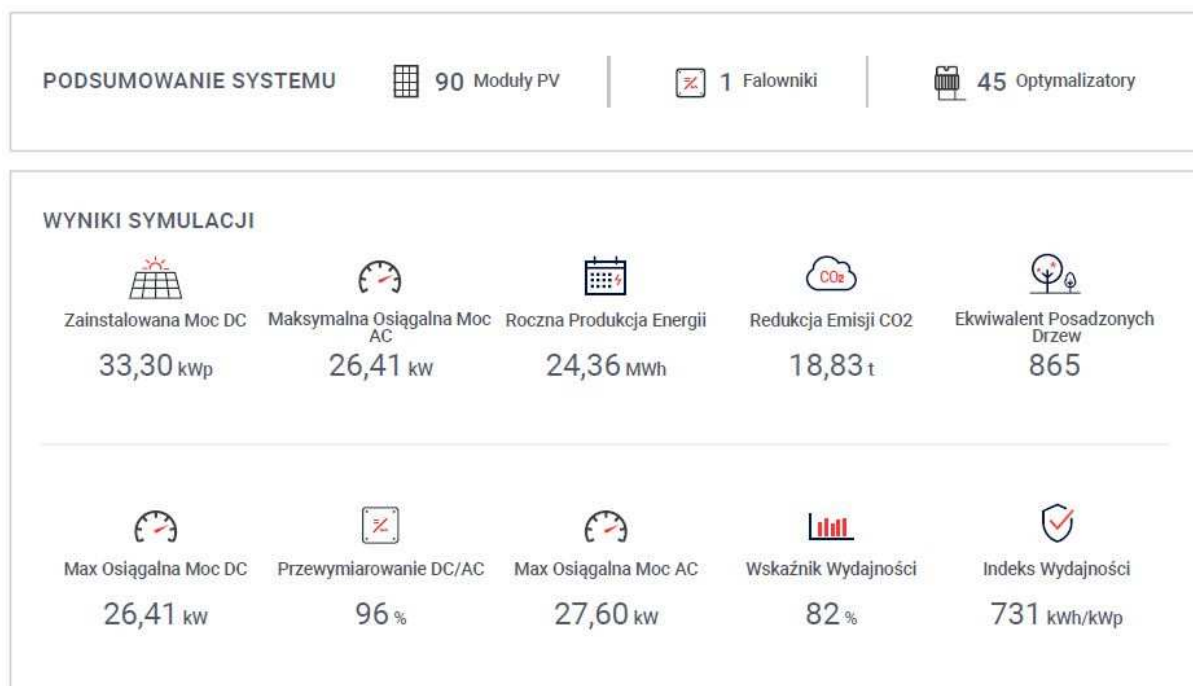 PODSUMOWANIE SYSTEMU 90 Moduły PV 1 Falowniki 45 Optymalizatory
WYNIKI SYMULACJI
CO2
Zainstalowana Moc DC
33,30 kWp
Maksymalna Osiągalna Moc
AC
26,41 kW
Roczna Produkcja Energii
24,36 MWh
Redukcja Emisji CO2
18,83 t
Ekwiwalent Posadzonych
Drzew
865
Max Osiągalna Moc DC
26,41 kW
Przewymiarowanie DC/AC
96 %
Max Osiągalna Moc AC
27,60 kW
Wskaźnik Wydajności
82 %
Indeks Wydajności
731 kWh/kWp